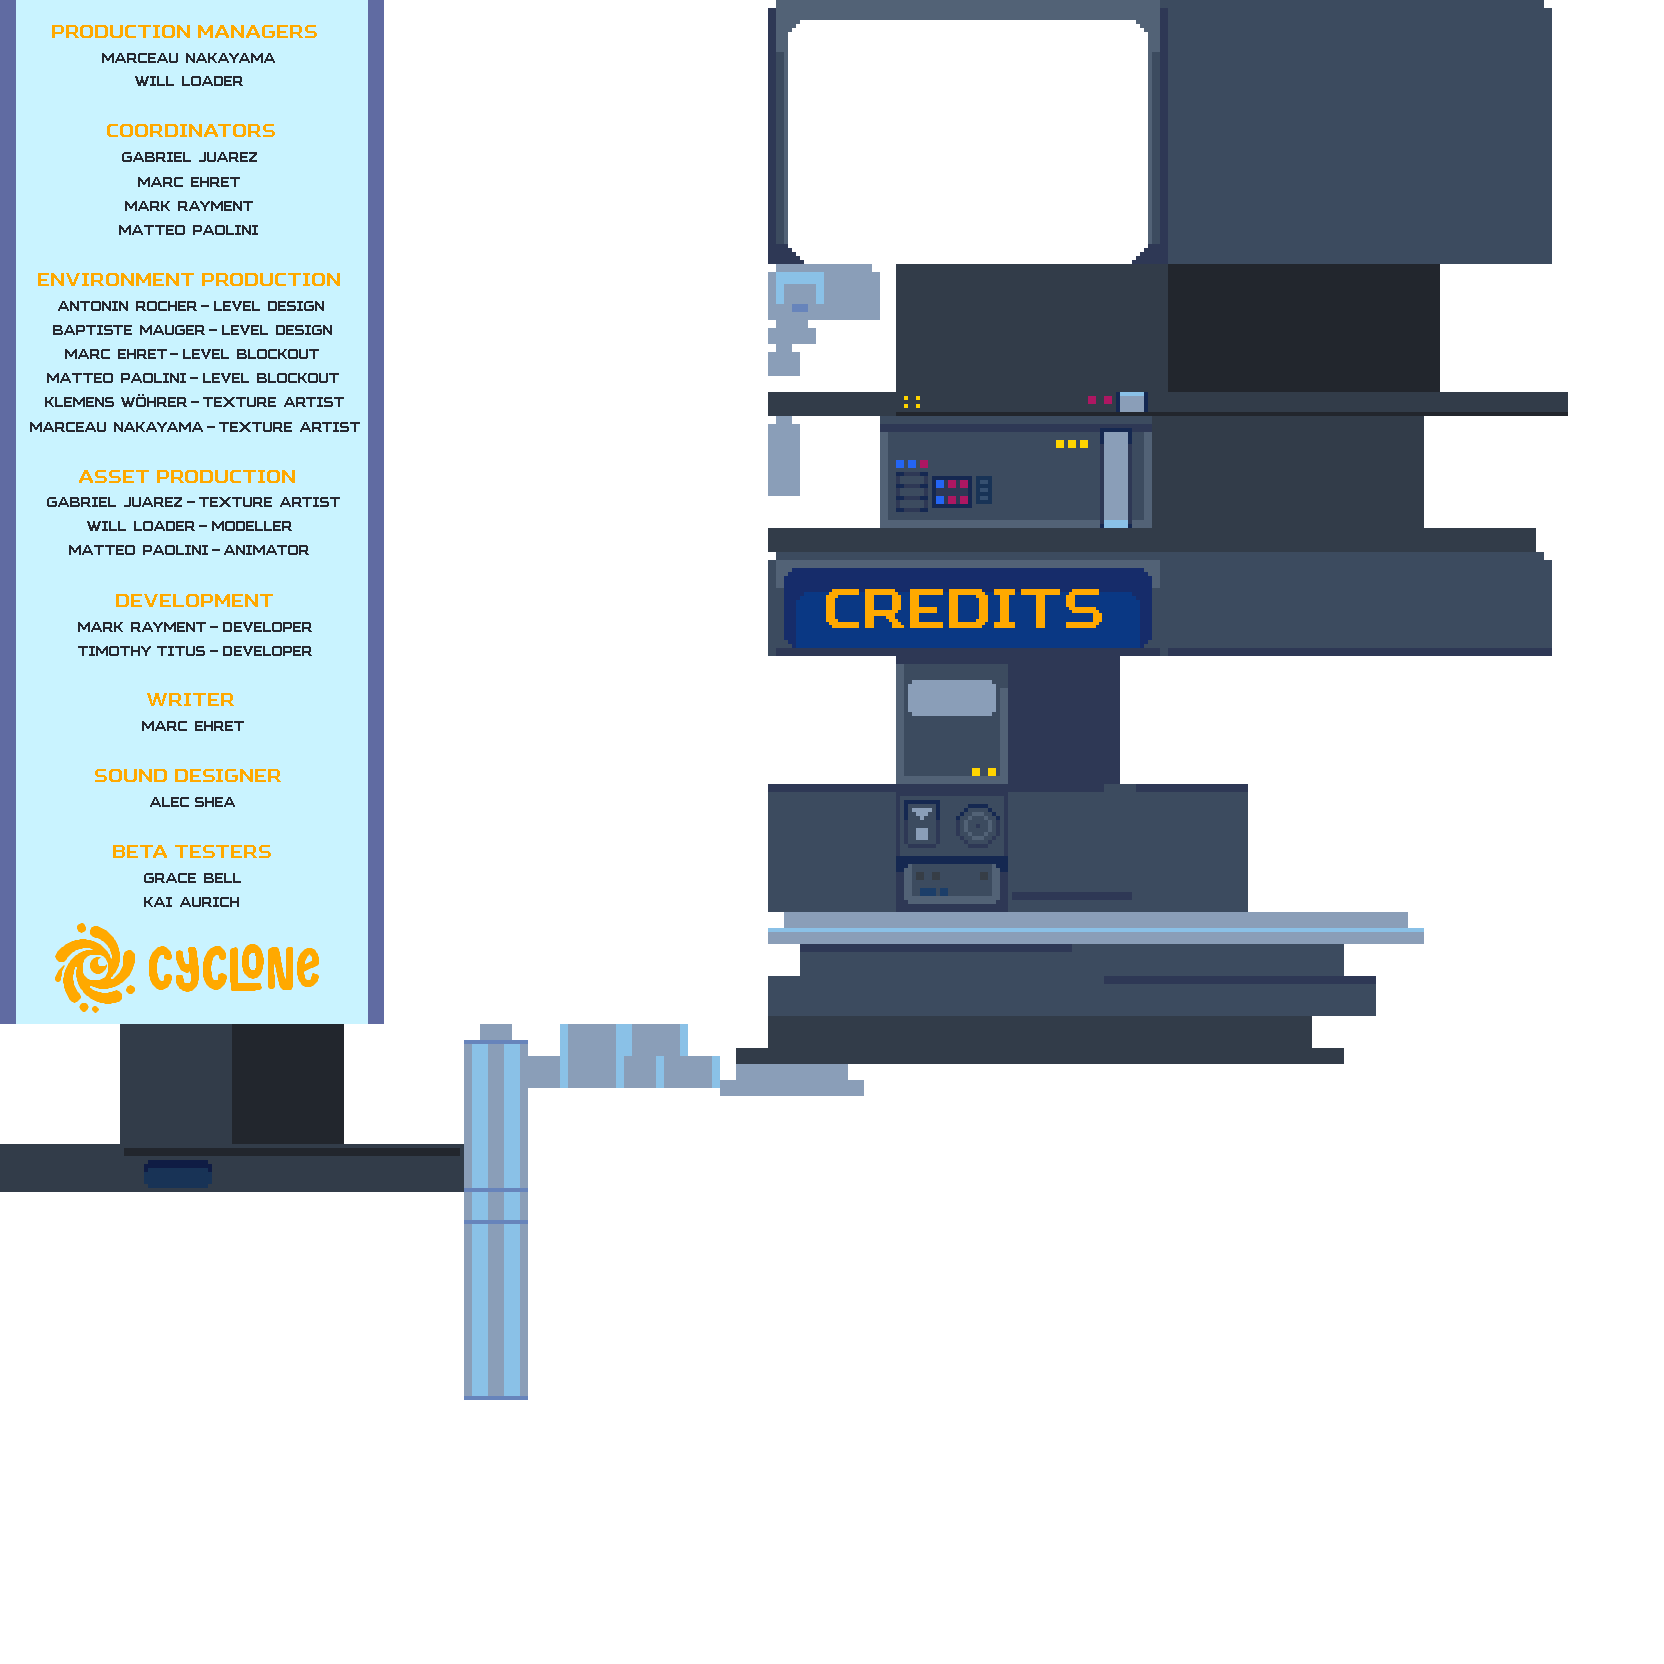 PRODUCTION MANAGERS
MARCEAU NAKAYAMA
WILL LOADER
COORDINATORS
GABRIEL JUAREZ
MARC EHRET
MARK RAYMENT
MATTEO PAOLINI
ENVIRONMENT PRODUCTION
ANTONIN ROCHER – LEVEL DESIGN
BAPTISTE MAUGER – LEVEL DESIGN
MARC EHRET – LEVEL BLOCKOUT
MATTEO PAOLINI – LEVEL BLOCKOUT
KLEMENS WÖHRER – TEXTURE ARTIST
MARCEAU NAKAYAMA – TEXTURE ARTIST
ASSET PRODUCTION
GABRIEL JUAREZ – TEXTURE ARTIST
WILL LOADER – MODELLER
MATTEO PAOLINI – ANIMATOR
DEVELOPMENT
MARK RAYMENT – DEVELOPER
TIMOTHY TITUS – DEVELOPER
WRITER
MARC EHRET
SOUND DESIGNER
ALEC SHEA
BETA TESTERS
GRACE BELL
KAI AURICH
CYCLONE
CREDITS